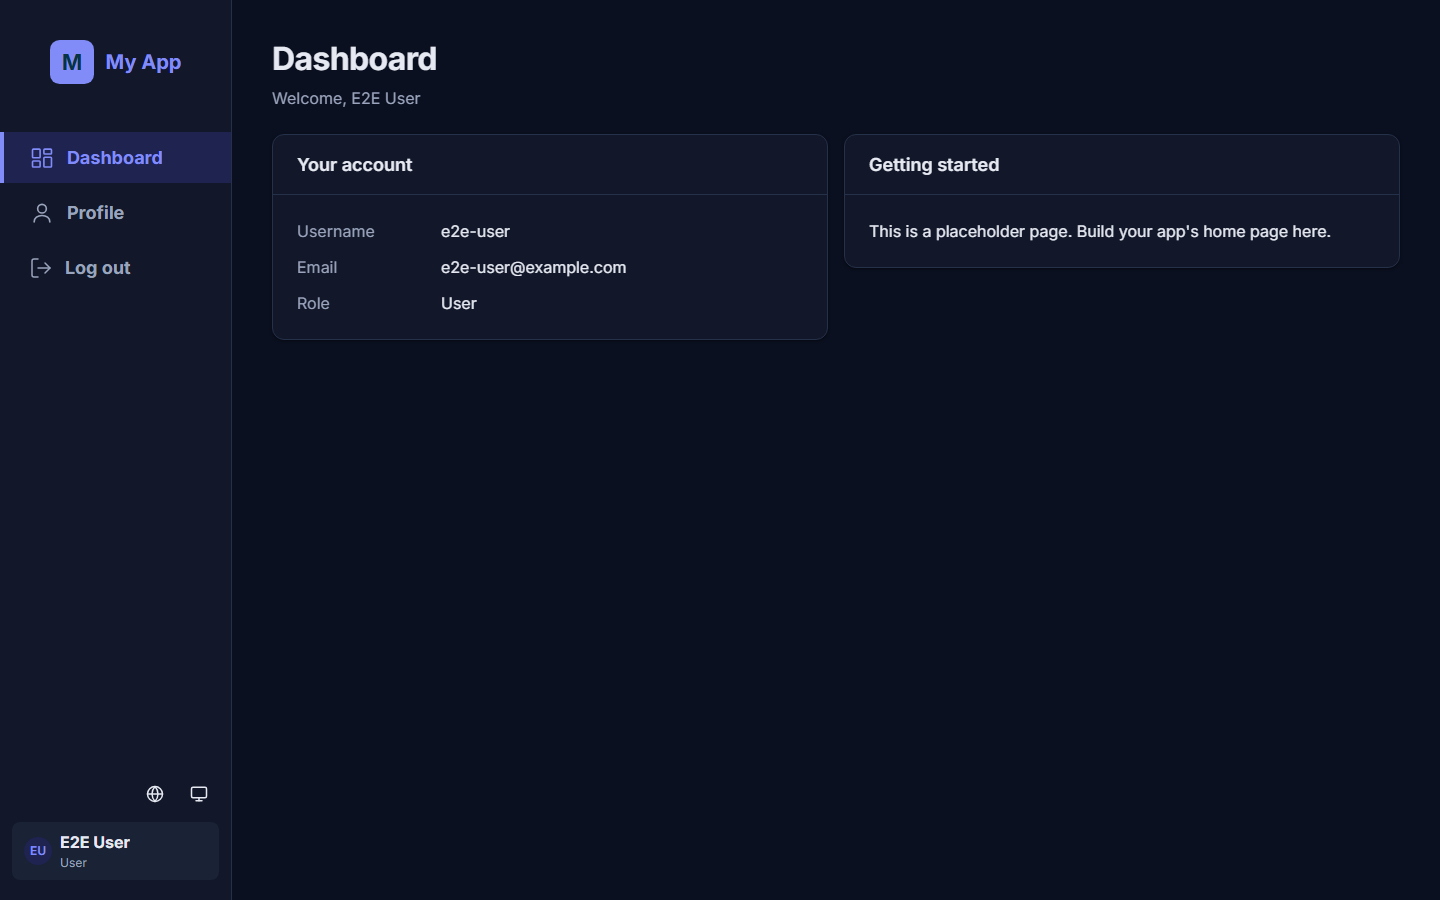 M My App
Dashboard
Profile
Log out
EU
E2E User
User
Dashboard
Welcome, E2E User
Your account
Username e2e-user
Email e2e-user@example.com
Role User
Getting started
This is a placeholder page. Build your app's home page here.